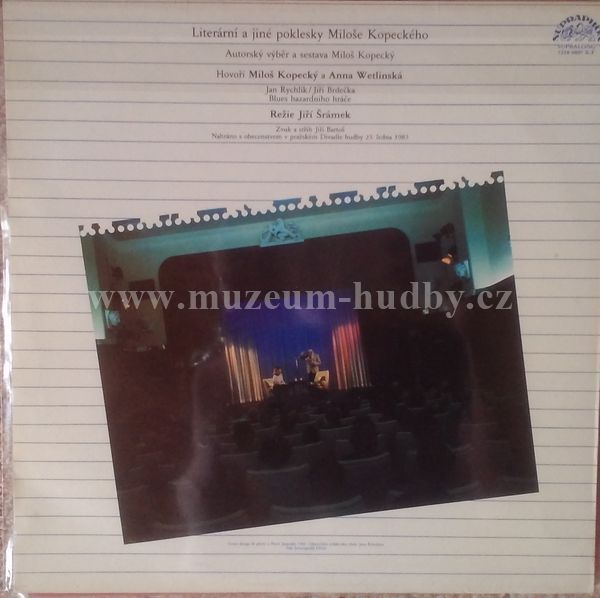 Literární a jiné poklesky Miloše Kopeckého
SUPRAPHON
SUPRALONG
Autorský výběr a sestava Miloš Kopecký
Hovoří Miloš Kopecký a Anna Wetlinská
Jan Rychlík / Jiří Brdečka
Blues hazardního hráče
Režie Jiří Šrámek
Zvuk a střih Jiří Bartoš
Nahráno s obecenstvem v pražském Divadle hudby 25. ledna 1983
www.muzeum-hudby.cz